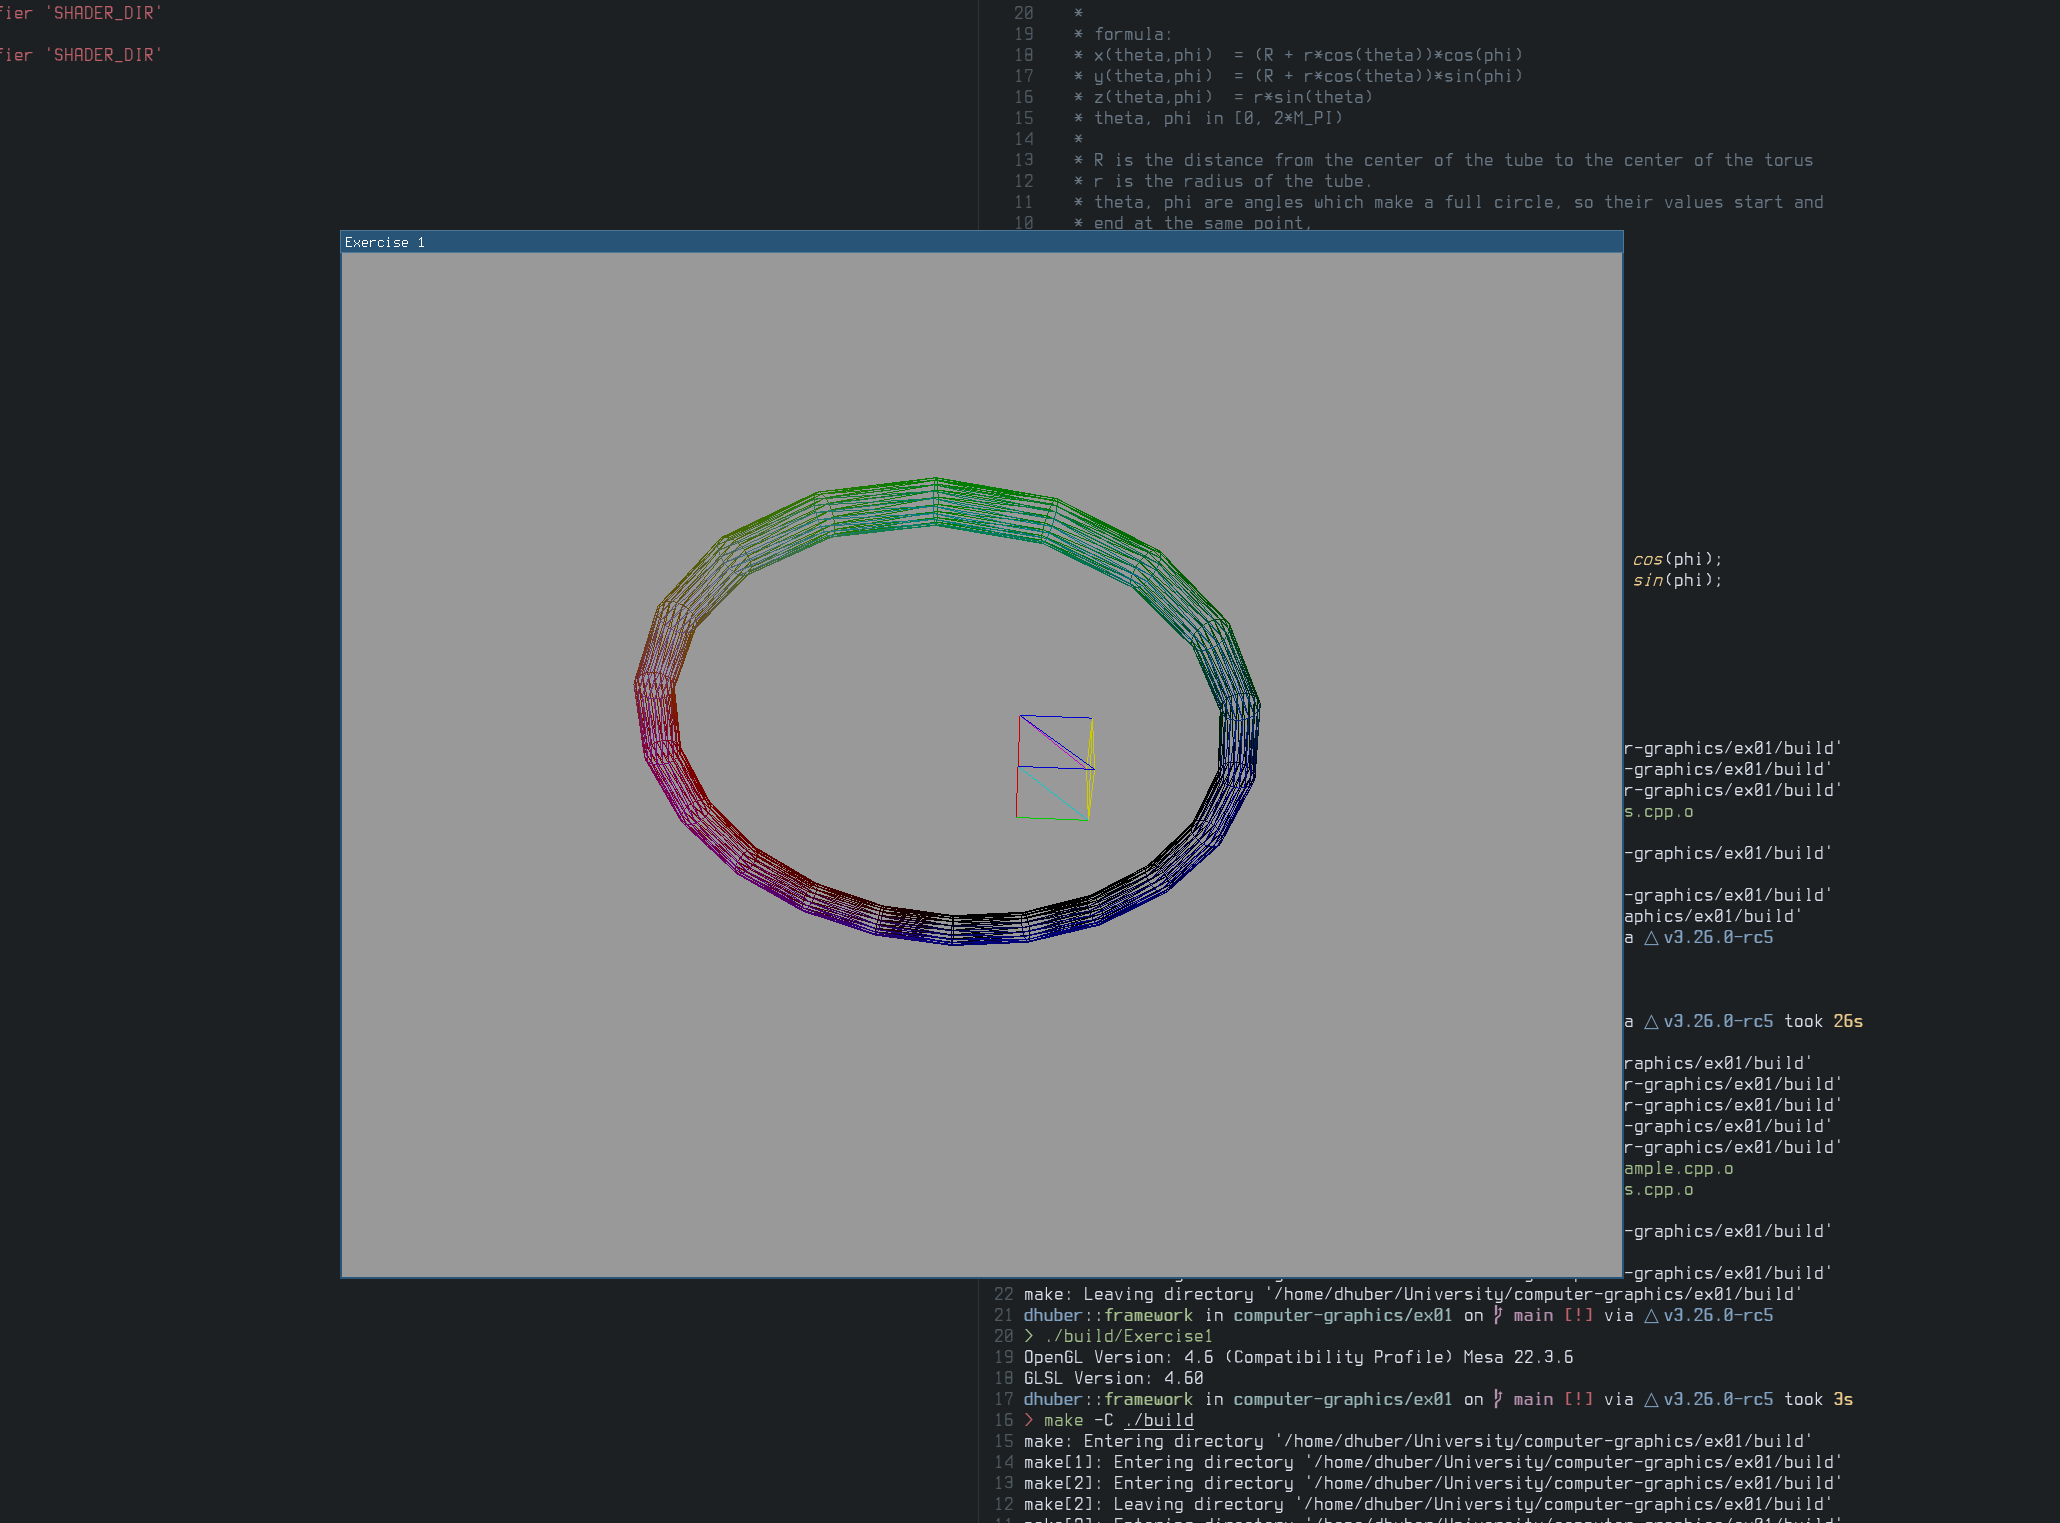 fier 'SHADER_DIR'
fier 'SHADER_DIR'
20 *
19 * formula:
18 * x(theta,phi) = (R + r*cos(theta))*cos(phi)
17 * y(theta,phi) = (R + r*cos(theta))*sin(phi)
16 * z(theta,phi) = r*sin(theta)
15 * theta, phi in [0, 2*M_PI)
14 *
13 * R is the distance from the center of the tube to the center of the torus
12 * r is the radius of the tube.
11 * theta, phi are angles which make a full circle, so their values start and
10 * end at the same point,
Exercise 1
cos(phi);
sin(phi);
r-graphics/ex01/build'
-graphics/ex01/build'
r-graphics/ex01/build'
s.cpp.o
-graphics/ex01/build'
-graphics/ex01/build'
aphics/ex01/build'
a △ v3.26.0-rc5
a △ v3.26.0-rc5 took 26s
raphics/ex01/build'
r-graphics/ex01/build'
r-graphics/ex01/build'
-graphics/ex01/build'
r-graphics/ex01/build'
ample.cpp.o
s.cpp.o
-graphics/ex01/build'
-graphics/ex01/build'
22 make: Leaving directory '/home/dhuber/University/computer-graphics/ex01/build'
21 dhuber::framework in computer-graphics/ex01 on main [!] via △ v3.26.0-rc5
20 > ./build/Exercise1
19 OpenGL Version: 4.6 (Compatibility Profile) Mesa 22.3.6
18 GLSL Version: 4.60
17 dhuber::framework in computer-graphics/ex01 on main [!] via △ v3.26.0-rc5 took 3s
16 > make -C ./build
15 make: Entering directory '/home/dhuber/University/computer-graphics/ex01/build'
14 make[1]: Entering directory '/home/dhuber/University/computer-graphics/ex01/build'
13 make[2]: Entering directory '/home/dhuber/University/computer-graphics/ex01/build'
12 make[2]: Leaving directory '/home/dhuber/University/computer-graphics/ex01/build'